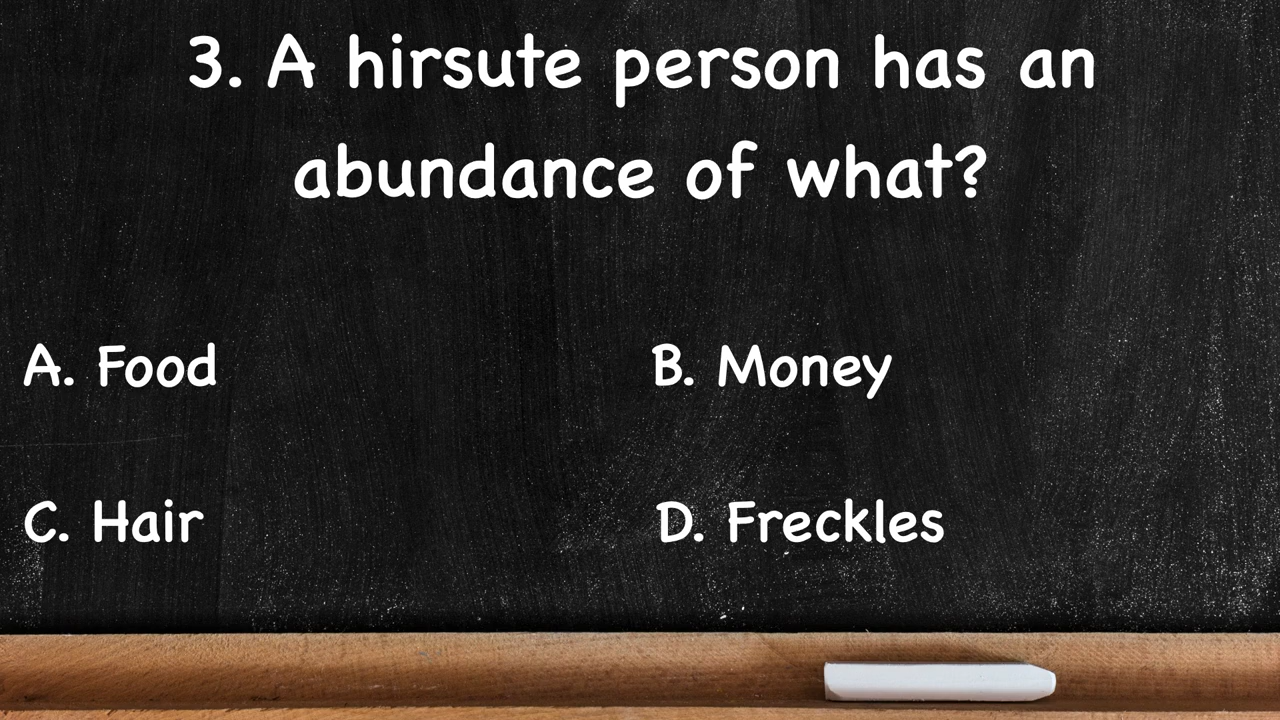 3. A hirsute person has an
abundance of what?
A. Food
B. Money
C. Hair
D. Freckles